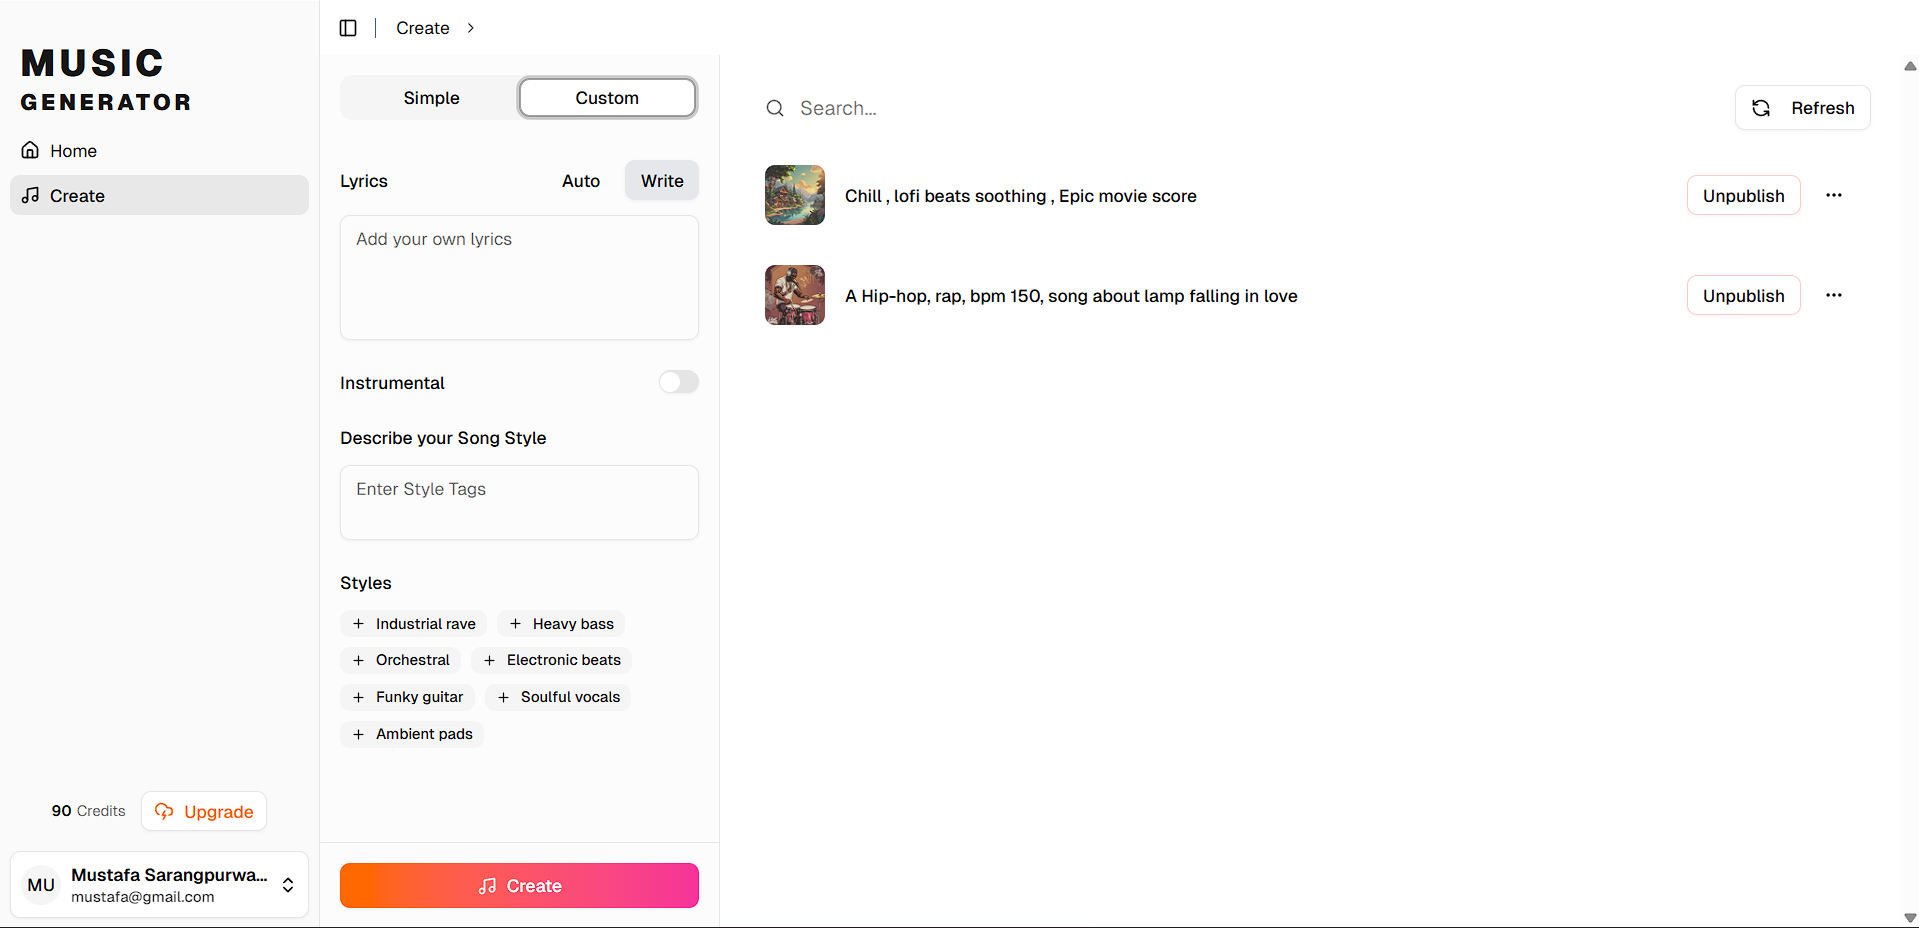 MUSIC
GENERATOR
Home
Create
90 Credits
Upgrade
MU
Mustafa Sarangpurwa...
mustafa@gmail.com
Create
Simple
Custom
Lyrics
Auto
Write
Add your own lyrics
Instrumental
Describe your Song Style
Enter Style Tags
Styles
Industrial rave
Heavy bass
Orchestral
Electronic beats
Funky guitar
Soulful vocals
Ambient pads
Create
Search...
Refresh
Chill , lofi beats soothing , Epic movie score
Unpublish
A Hip-hop, rap, bpm 150, song about lamp falling in love
Unpublish